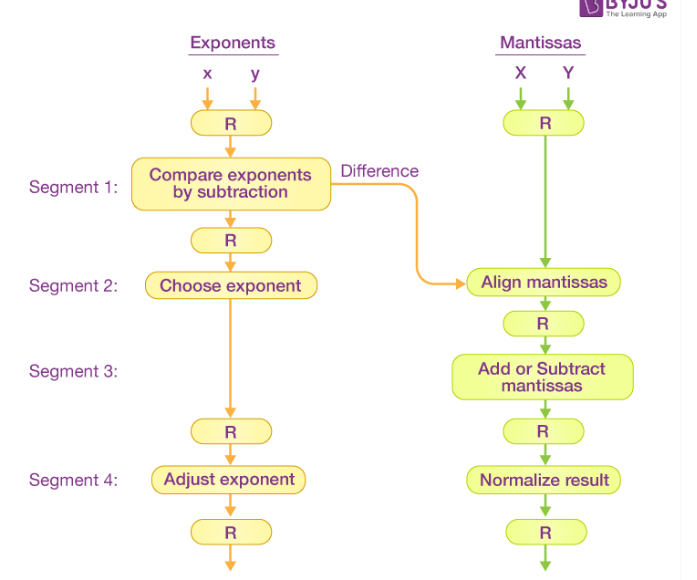 BYJU'S
The Learning App
Exponents
Mantissas
x y
X Y
R
R
Segment 1:
Compare exponents
by subtraction
Difference
R
Segment 2:
Choose exponent
Align mantissas
R
Segment 3:
Add or Subtract
mantissas
R
R
Segment 4:
Adjust exponent
Normalize result
R
R